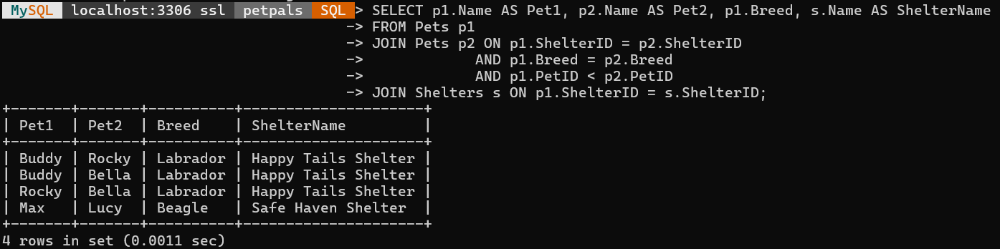 MySQL localhost:3306 ssl petpals SQL > SELECT p1.Name AS Pet1, p2.Name AS Pet2, p1.Breed, s.Name AS ShelterName
-> FROM Pets p1
-> JOIN Pets p2 ON p1.ShelterID = p2.ShelterID
->             AND p1.Breed = p2.Breed
->             AND p1.PetID < p2.PetID
-> JOIN Shelters s ON p1.ShelterID = s.ShelterID;
+-------+-------+----------+---------------------+
| Pet1  | Pet2  | Breed    | ShelterName         |
+-------+-------+----------+---------------------+
| Buddy | Rocky | Labrador | Happy Tails Shelter |
| Buddy | Bella | Labrador | Happy Tails Shelter |
| Rocky | Bella | Labrador | Happy Tails Shelter |
| Max   | Lucy  | Beagle   | Safe Haven Shelter  |
+-------+-------+----------+---------------------+
4 rows in set (0.0011 sec)